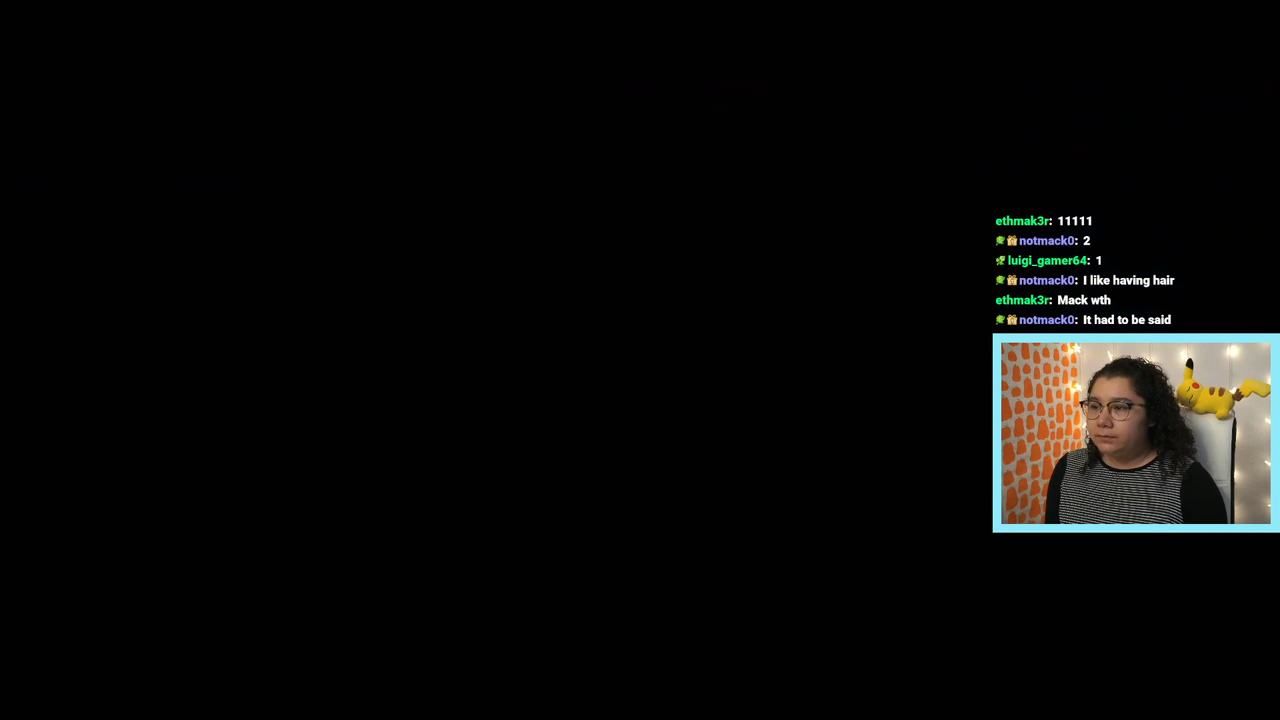 ethmak3r: 11111
notmack0: 2
luigi_gamer64: 1
notmack0: I like having hair
ethmak3r: Mack wth
notmack0: It had to be said